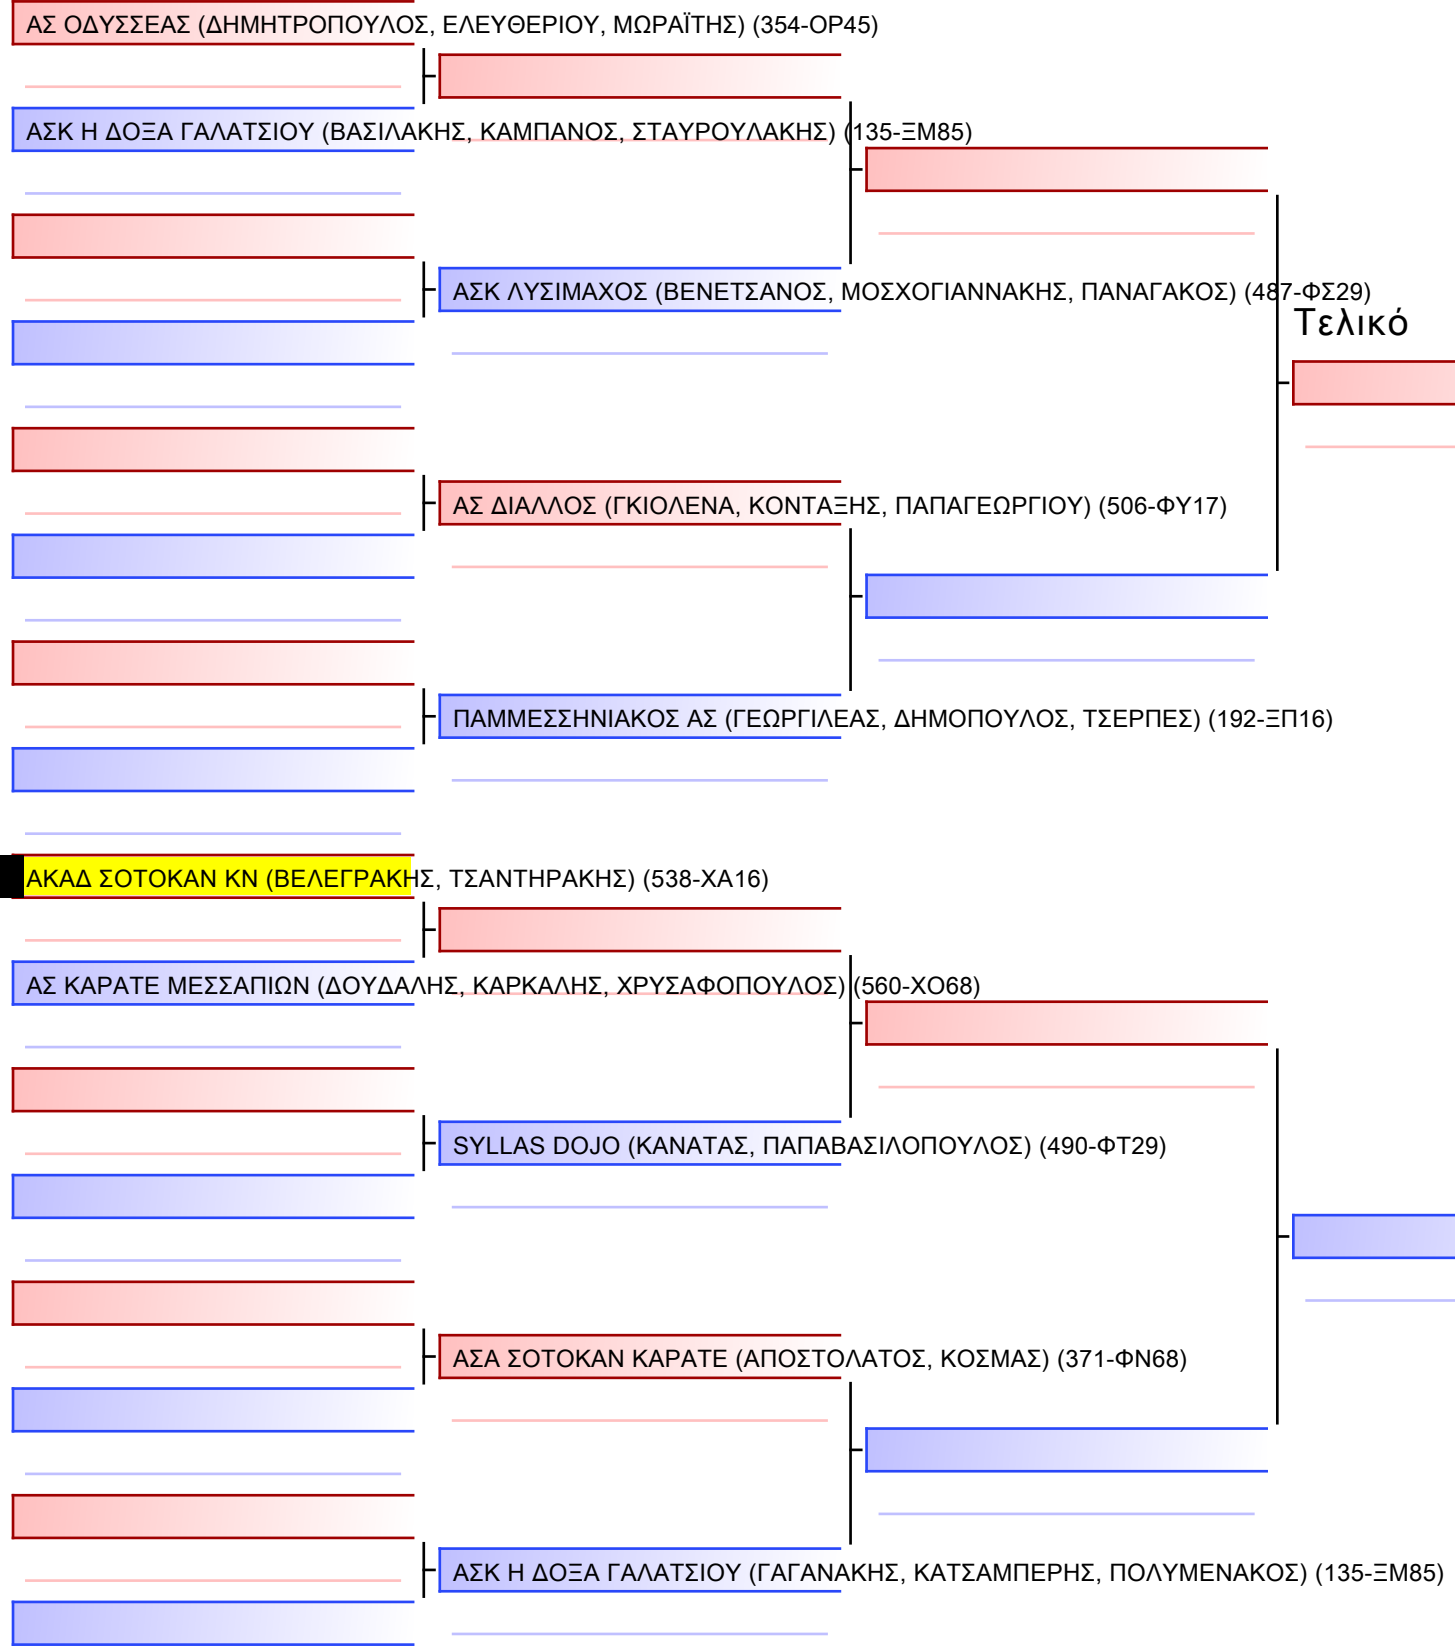 ΑΣ ΟΔΥΣΣΕΑΣ (ΔΗΜΗΤΡΟΠΟΥΛΟΣ, ΕΛΕΥΘΕΡΙΟΥ, ΜΩΡΑΪΤΗΣ) (354-ΟΡ45)
ΑΣΚ Η ΔΟΞΑ ΓΑΛΑΤΣΙΟΥ (ΒΑΣΙΛΑΚΗΣ, ΚΑΜΠΑΝΟΣ, ΣΤΑΥΡΟΥΛΑΚΗΣ) (135-ΞΜ85)
ΑΣΚ ΛΥΣΙΜΑΧΟΣ (ΒΕΝΕΤΣΑΝΟΣ, ΜΟΣΧΟΓΙΑΝΝΑΚΗΣ, ΠΑΝΑΓΑΚΟΣ) (487-ΦΣ29)
Τελικό
ΑΣ ΔΙΑΛΛΟΣ (ΓΚΙΟΛΕΝΑ, ΚΟΝΤΑΞΗΣ, ΠΑΠΑΓΕΩΡΓΙΟΥ) (506-ΦΥ17)
ΠΑΜΜΕΣΣΗΝΙΑΚΟΣ ΑΣ (ΓΕΩΡΓΙΛΕΑΣ, ΔΗΜΟΠΟΥΛΟΣ, ΤΣΕΡΠΕΣ) (192-ΞΠ16)
ΑΚΑΔ ΣΟΤΟΚΑΝ ΚΝ (ΒΕΛΕΓΡΑΚΗΣ, ΤΣΑΝΤΗΡΑΚΗΣ) (538-ΧΑ16)
ΑΣ ΚΑΡΑΤΕ ΜΕΣΣΑΠΙΩΝ (ΔΟΥΔΑΛΗΣ, ΚΑΡΚΑΛΗΣ, ΧΡΥΣΑΦΟΠΟΥΛΟΣ) (560-ΧΟ68)
SYLLAS DOJO (ΚΑΝΑΤΑΣ, ΠΑΠΑΒΑΣΙΛΟΠΟΥΛΟΣ) (490-ΦΤ29)
ΑΣΑ ΣΟΤΟΚΑΝ ΚΑΡΑΤΕ (ΑΠΟΣΤΟΛΑΤΟΣ, ΚΟΣΜΑΣ) (371-ΦΝ68)
ΑΣΚ Η ΔΟΞΑ ΓΑΛΑΤΣΙΟΥ (ΓΑΓΑΝΑΚΗΣ, ΚΑΤΣΑΜΠΕΡΗΣ, ΠΟΛΥΜΕΝΑΚΟΣ) (135-ΞΜ85)